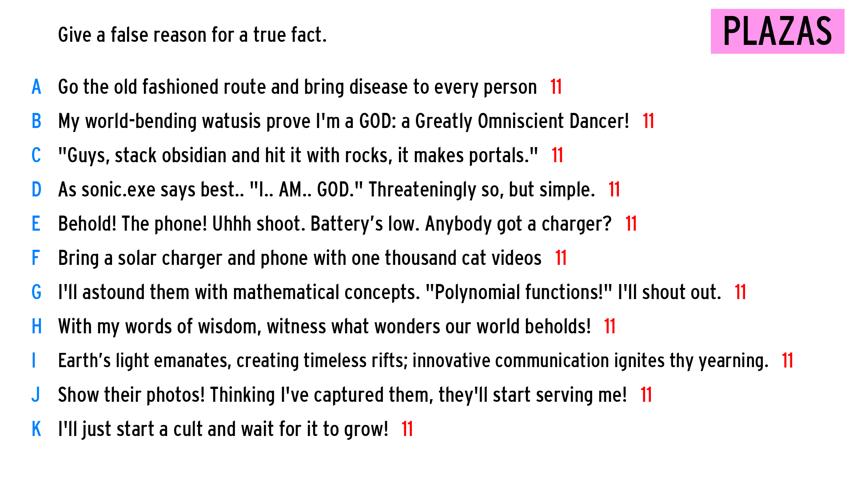 Give a false reason for a true fact.
PLAZAS
A Go the old fashioned route and bring disease to every person 11
B My world-bending watusis prove I'm a GOD: a Greatly Omniscient Dancer! 11
C "Guys, stack obsidian and hit it with rocks, it makes portals." 11
D As sonic.exe says best.. "I.. AM.. GOD." Threateningly so, but simple. 11
E Behold! The phone! Uhhh shoot. Battery's low. Anybody got a charger? 11
F Bring a solar charger and phone with one thousand cat videos 11
G I'll astound them with mathematical concepts. "Polynomial functions!" I'll shout out. 11
H With my words of wisdom, witness what wonders our world beholds! 11
I Earth's light emanates, creating timeless rifts; innovative communication ignites thy yearning. 11
J Show their photos! Thinking I've captured them, they'll start serving me! 11
K I'll just start a cult and wait for it to grow! 11